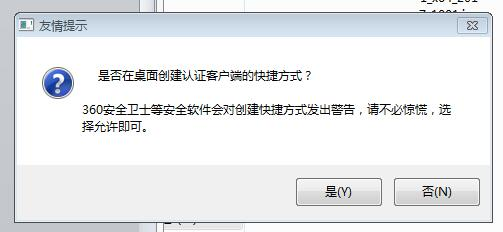 友情提示
是否在桌面创建认证客户端的快捷方式？
360安全卫士等安全软件会对创建快捷方式发出警告，请不必惊慌，选
择允许即可。
是(Y)
否(N)